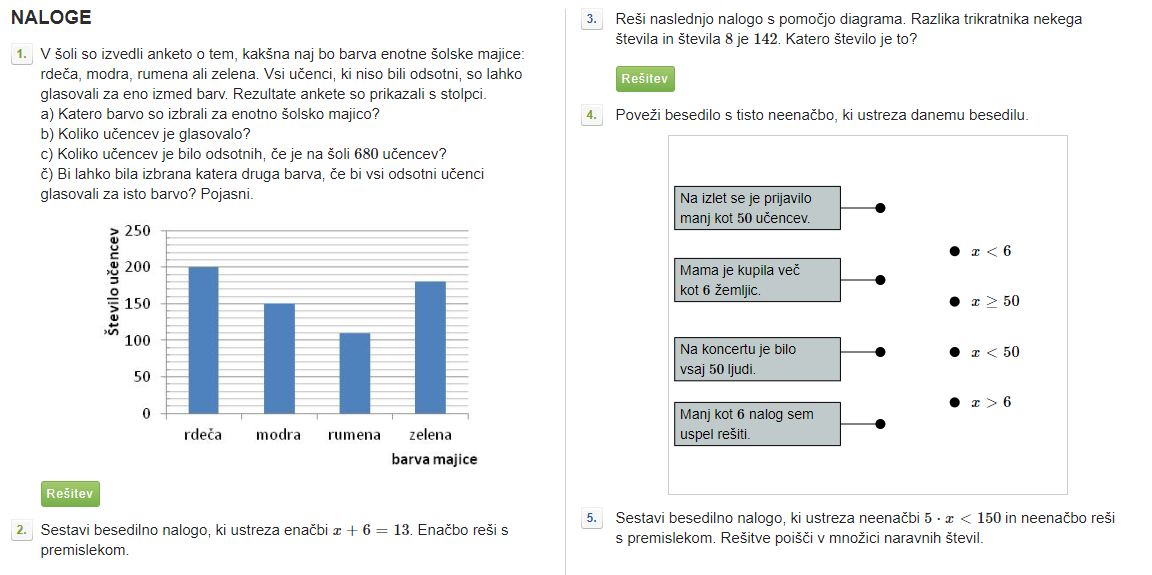 NALOGE
1.
V šoli so izvedli anketo o tem, kakšna naj bo barva enotne šolske majice:
rdeča, modra, rumena ali zelena. Vsi učenci, ki niso bili odsotni, so lahko
glasovali za eno izmed barv. Rezultate ankete so prikazali s stolpci.
a) Katero barvo so izbrali za enotno šolsko majico?
b) Koliko učencev je glasovalo?
c) Koliko učencev je bilo odsotnih, če je na šoli 680 učencev?
č) Bi lahko bila izbrana katera druga barva, če bi vsi odsotni učenci
glasovali za isto barvo? Pojasni.
Število učencev
250
200
150
100
50
0
rdeča modra rumena zelena
barva majice
Rešitev
2.
Sestavi besedilno nalogo, ki ustreza enačbi x + 6 = 13. Enačbo reši s
premislekom.
3.
Reši naslednjo nalogo s pomočjo diagrama. Razlika trikratnika nekega
števila in števila 8 je 142. Katero število je to?
Rešitev
4.
Poveži besedilo s tisto neenačbo, ki ustreza danemu besedilu.
Na izlet se je prijavilo
manj kot 50 učencev.
Mama je kupila več
kot 6 žemljic.
Na koncertu je bilo
vsaj 50 ljudi.
Manj kot 6 nalog sem
uspel rešiti.
x < 6
x ≥ 50
x < 50
x > 6
5.
Sestavi besedilno nalogo, ki ustreza neenačbi 5 · x < 150 in neenačbo reši
s premislekom. Rešitve poišči v množici naravnih števil.